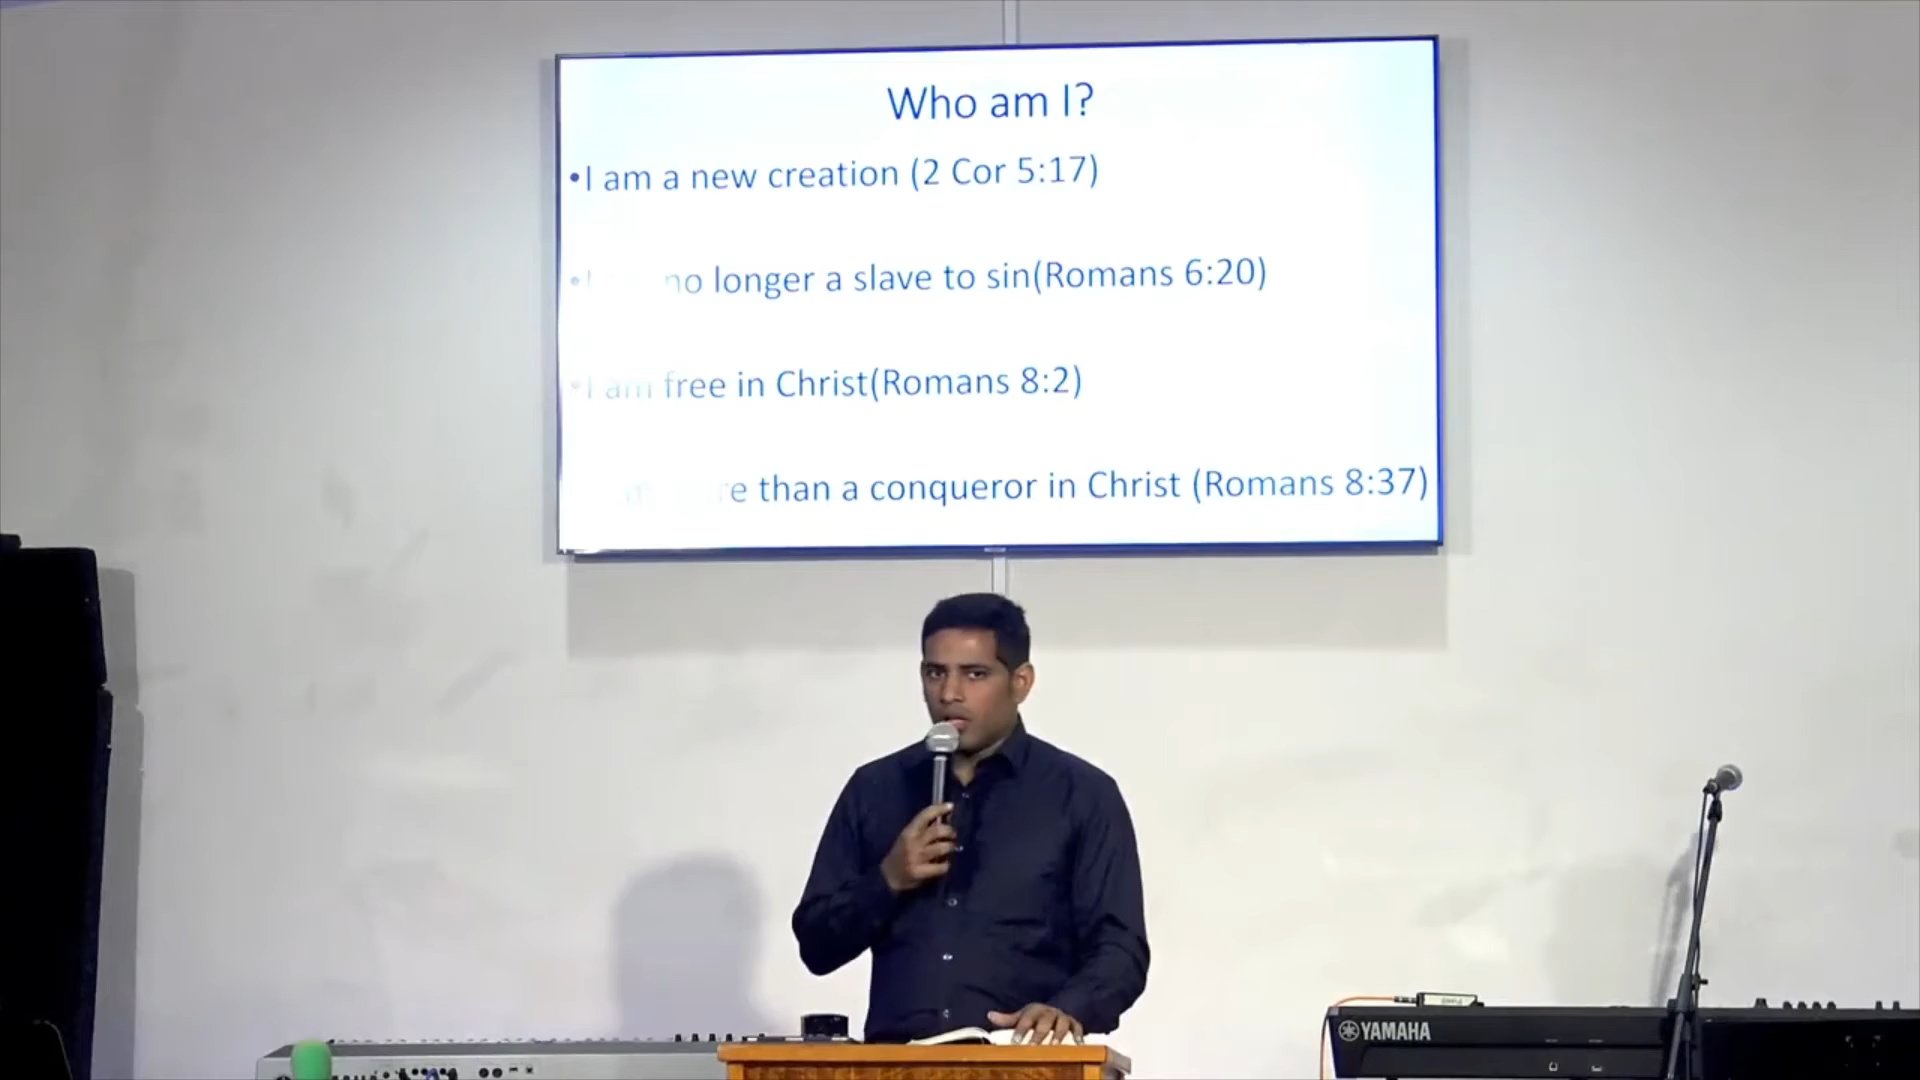 Who am I?
•I am a new creation (2 Cor 5:17)
•I no longer a slave to sin(Romans 6:20)
•I am free in Christ(Romans 8:2)
than a conqueror in Christ (Romans 8:37)
YAMAHA